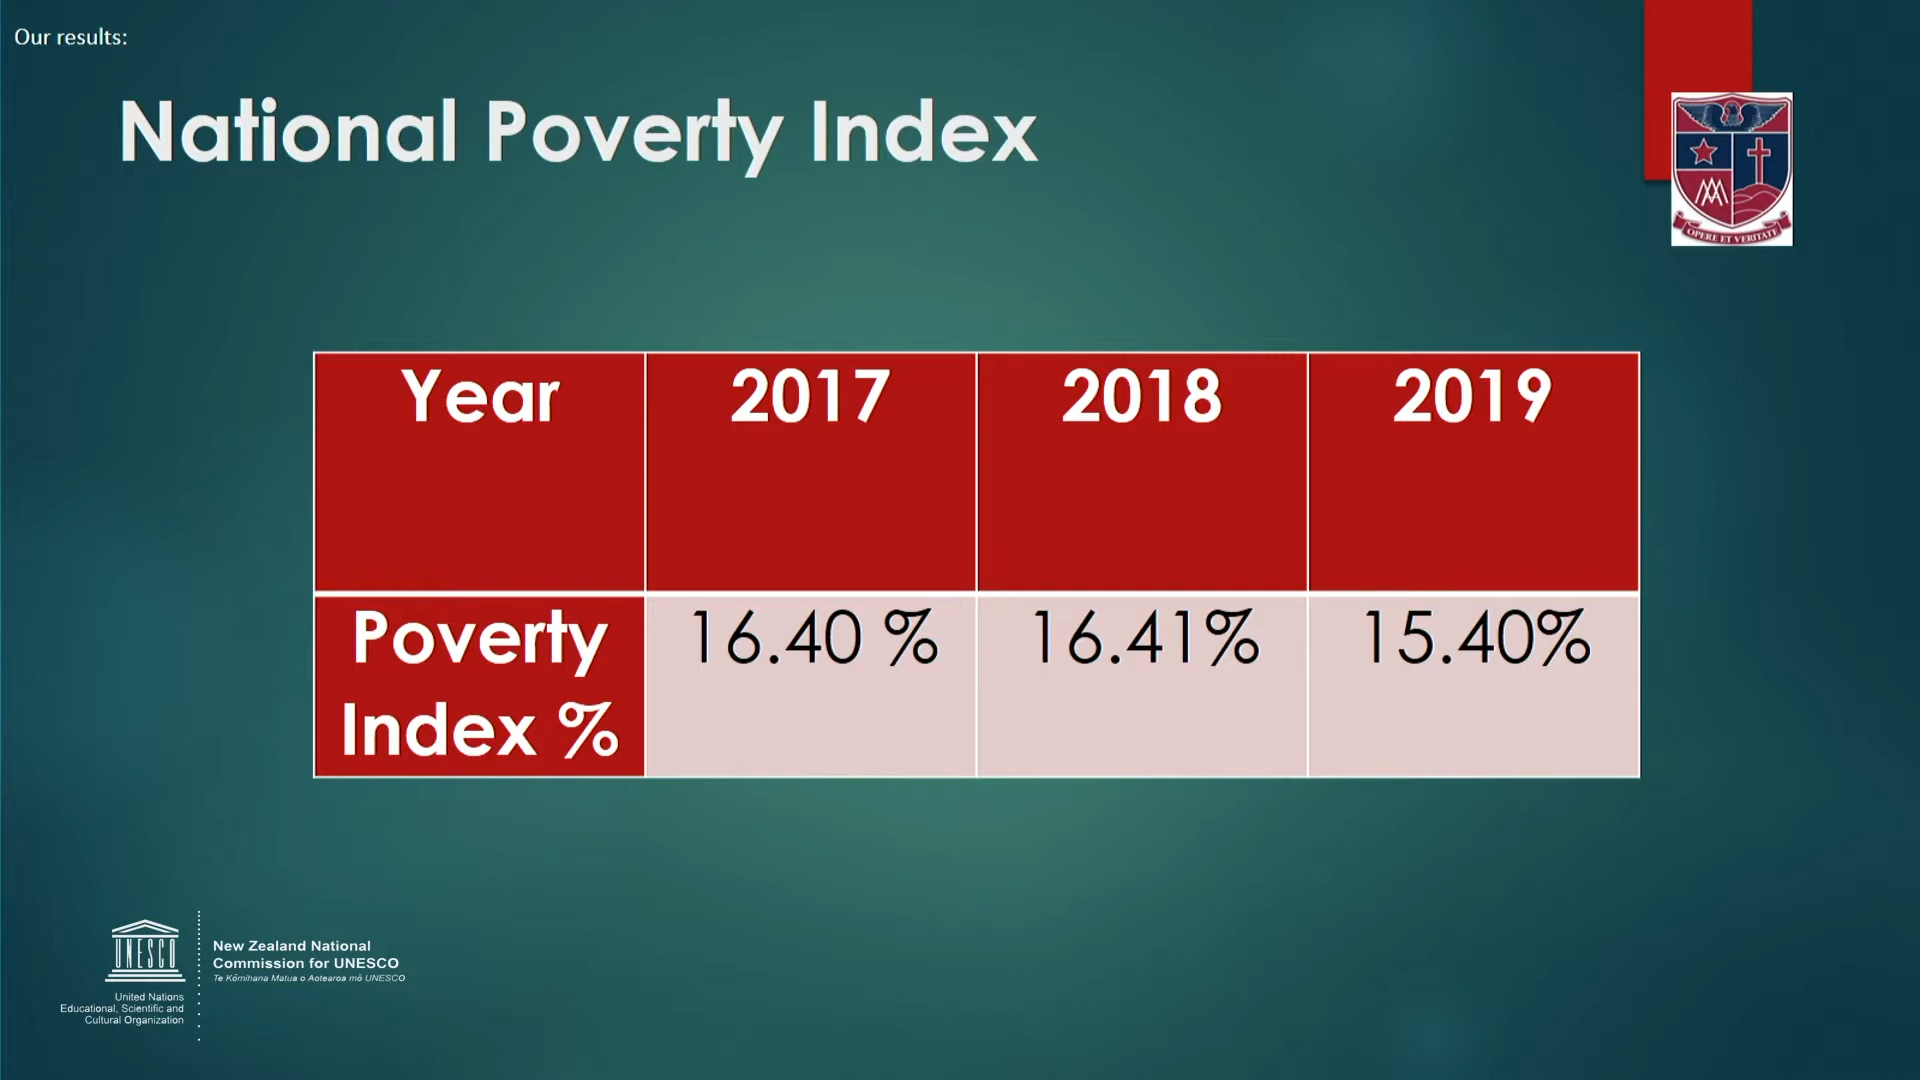 Our results:
National Poverty Index
OPERE ET VERITATE
Year 2017 2018 2019
Poverty 16.40 % 16.41% 15.40%
Index %
UNESCO
United Nations
Educational, Scientific and
Cultural Organization
New Zealand National
Commission for UNESCO
Te Kōmihana Matua o Aotearoa mō UNESCO